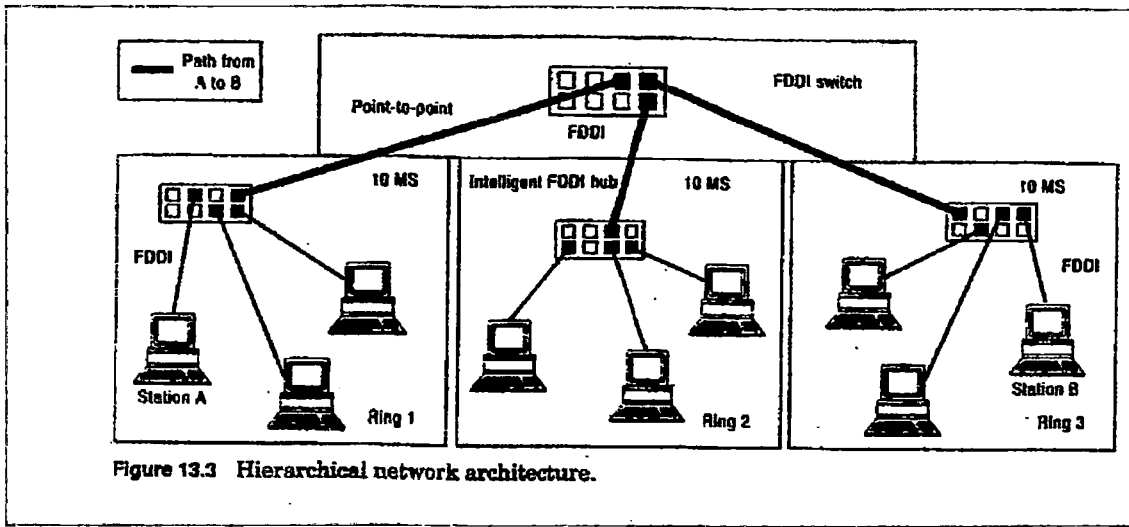 Path from
A to B
FDDI switch
Point-to-point
FDDI
10 MS
Intelligent FDDI hub
10 MS
10 MS
FDDI
FDDI
Station A
Ring 1
Ring 2
Station B
Ring 3
Figure 13.3 Hierarchical network architecture.